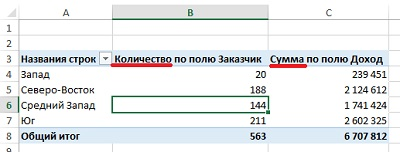 A B C
1
2
3 Названия строк Количество по полю Заказчик Сумма по полю Доход
4 Запад 20 239 451
5 Северо-Восток 188 2 124 612
6 Средний Запад 144 1 741 424
7 Юг 211 2 602 325
8 Общий итог 563 6 707 812